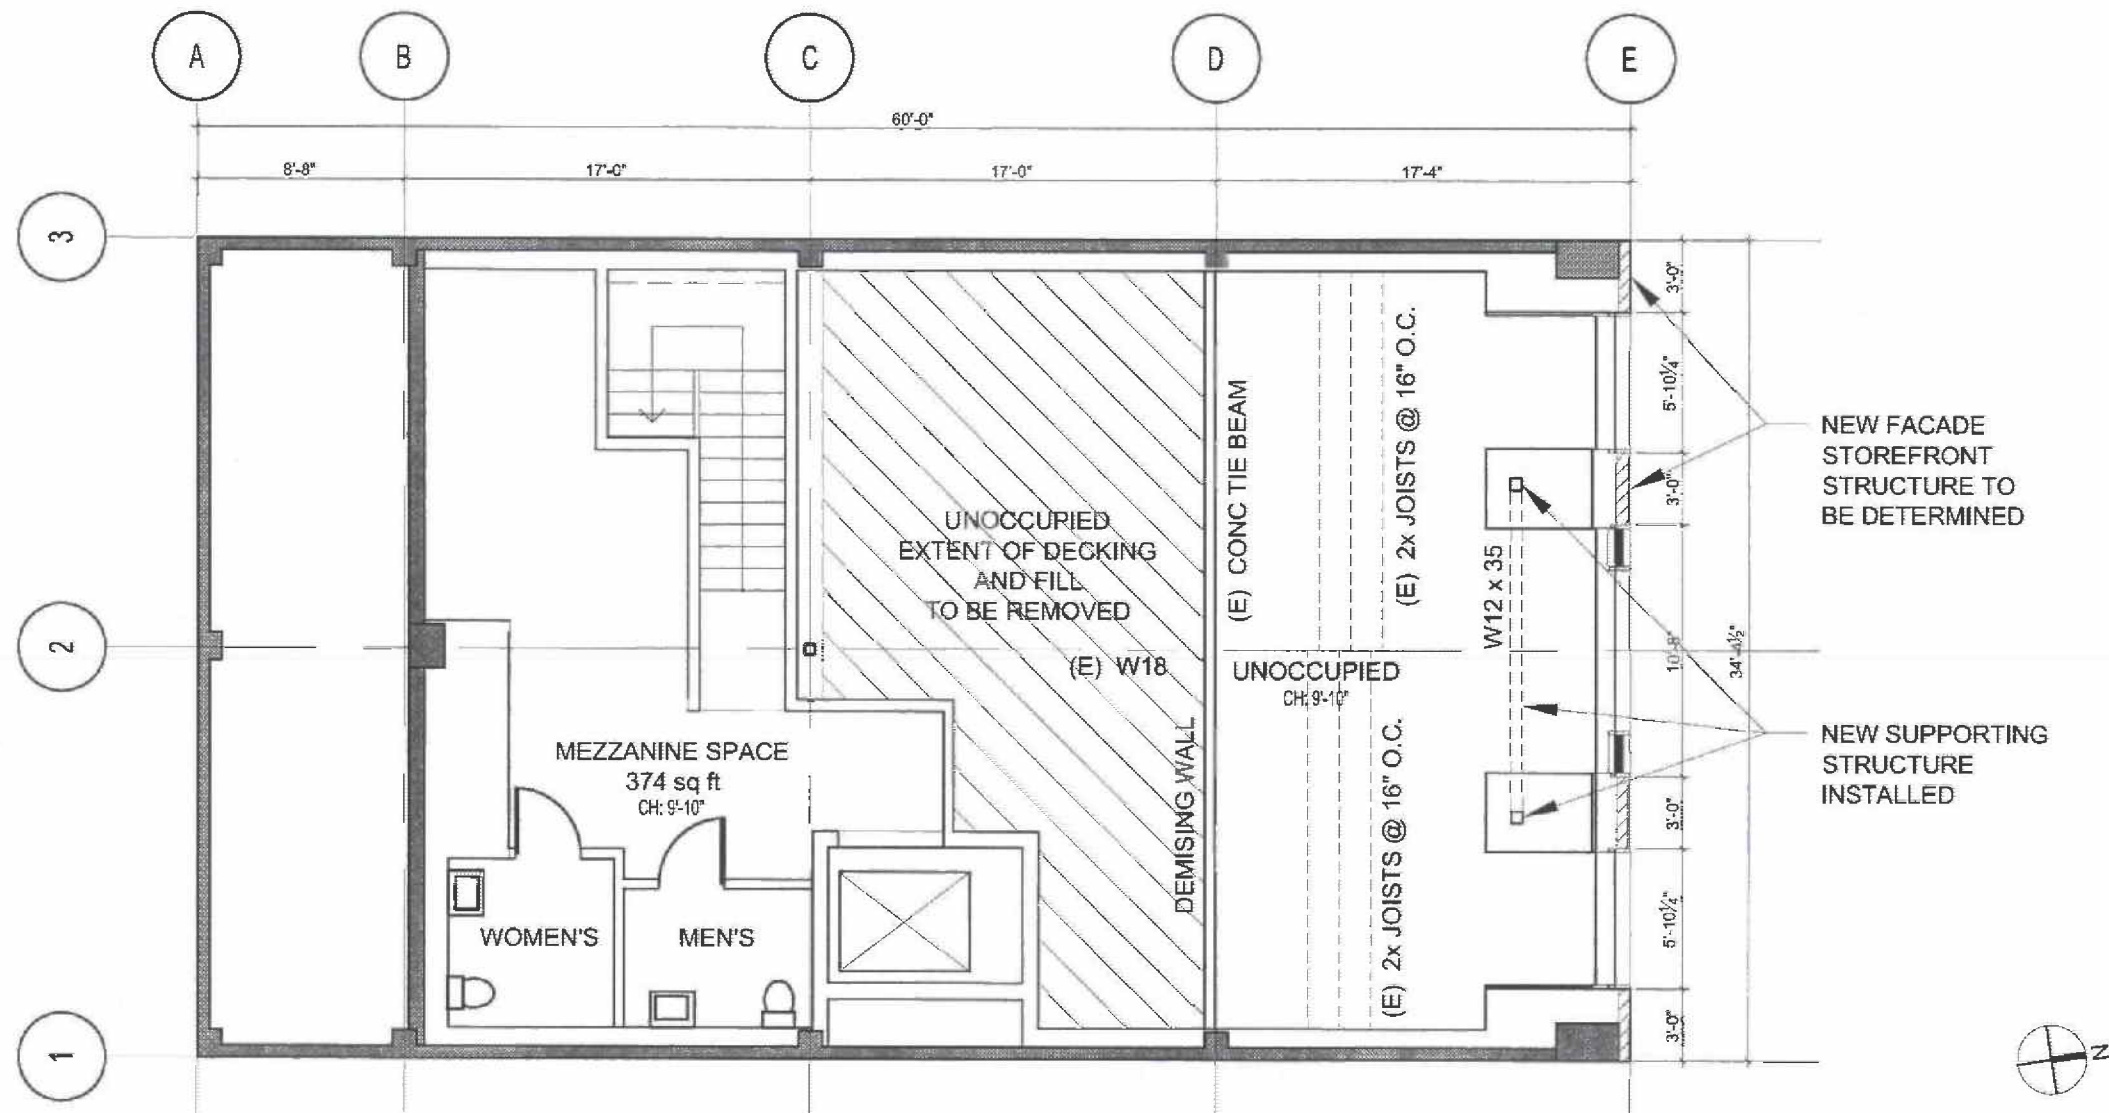 A
B
C
D
E
60'-0"
8'-8"
17'-0"
17'-0"
17'-4"
3
2
1
3'-0"
5'-10¼"
3'-0"
10'-8"
34'-4½"
3'-0"
5'-10¼"
3'-0"
NEW FACADE
STOREFRONT
STRUCTURE TO
BE DETERMINED
NEW SUPPORTING
STRUCTURE
INSTALLED
UNOCCUPIED
EXTENT OF DECKING
AND FILL
TO BE REMOVED
(E) W18
(E) CONC TIE BEAM
(E) 2x JOISTS @ 16" O.C.
W12 x 35
UNOCCUPIED
CH: 9'-10"
DEMISING WALL
(E) 2x JOISTS @ 16" O.C.
MEZZANINE SPACE
374 sq ft
CH: 9'-10"
WOMEN'S
MEN'S
N